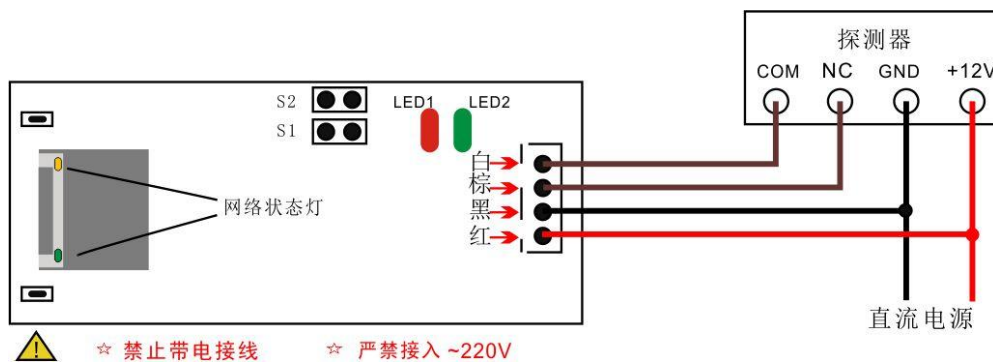 探测器
COM NC GND +12V
S2
LED1 LED2
S1
白
棕
网络状态灯
黑
红
直流电源
☆ 禁止带电接线 ☆ 严禁接入 ~220V